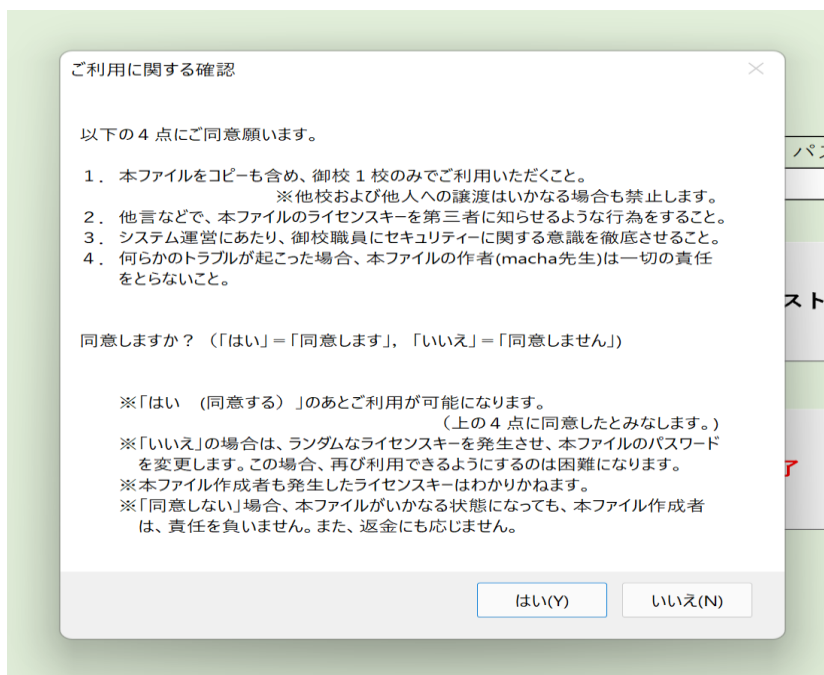 ご利用に関する確認
以下の4点にご同意願います。
パス
1. 本ファイルをコピーも含め、御校1校のみでご利用いただくこと。
※他校および他人への譲渡はいかなる場合も禁止します。
2. 他言などで、本ファイルのライセンスキーを第三者に知らせるような行為をすること。
3. システム運営にあたり、御校職員にセキュリティーに関する意識を徹底させること。
4. 何らかのトラブルが起こった場合、本ファイルの作者(macha先生)は一切の責任
をとらないこと。
スト
同意しますか? (「はい」=「同意します」, 「いいえ」=「同意しません」)
※「はい (同意する) 」のあとご利用が可能になります。
(上の4点に同意したとみなします。)
※「いいえ」の場合は、ランダムなライセンスキーを発生させ、本ファイルのパスワード
を変更します。この場合、再び利用できるようにするのは困難になります。
了
※本ファイル作成者も発生したライセンスキーはわかりかねます。
※「同意しない」場合、本ファイルがいかなる状態になっても、本ファイル作成者
は、責任を負いません。また、返金にも応じません。
はい(Y)
いいえ(N)